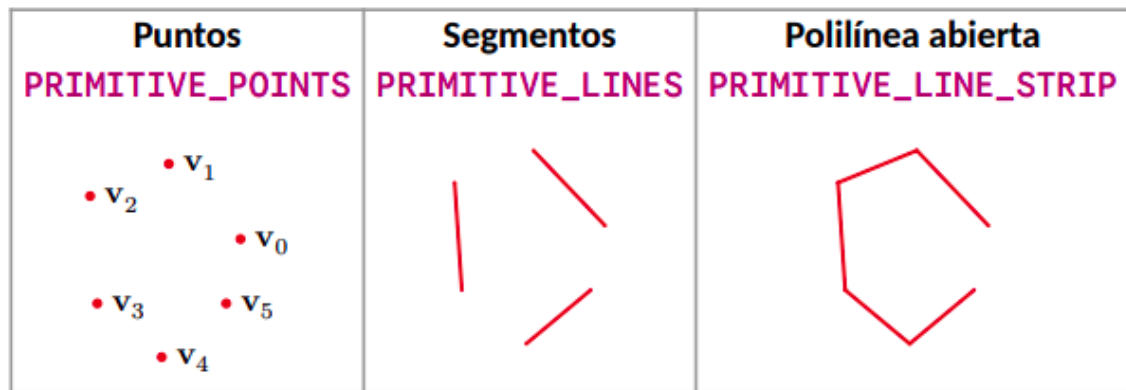 Puntos
PRIMITIVE_POINTS
v₁
v₂
v₀
v₃
v₅
v₄
Segmentos
PRIMITIVE_LINES
Polilínea abierta
PRIMITIVE_LINE_STRIP